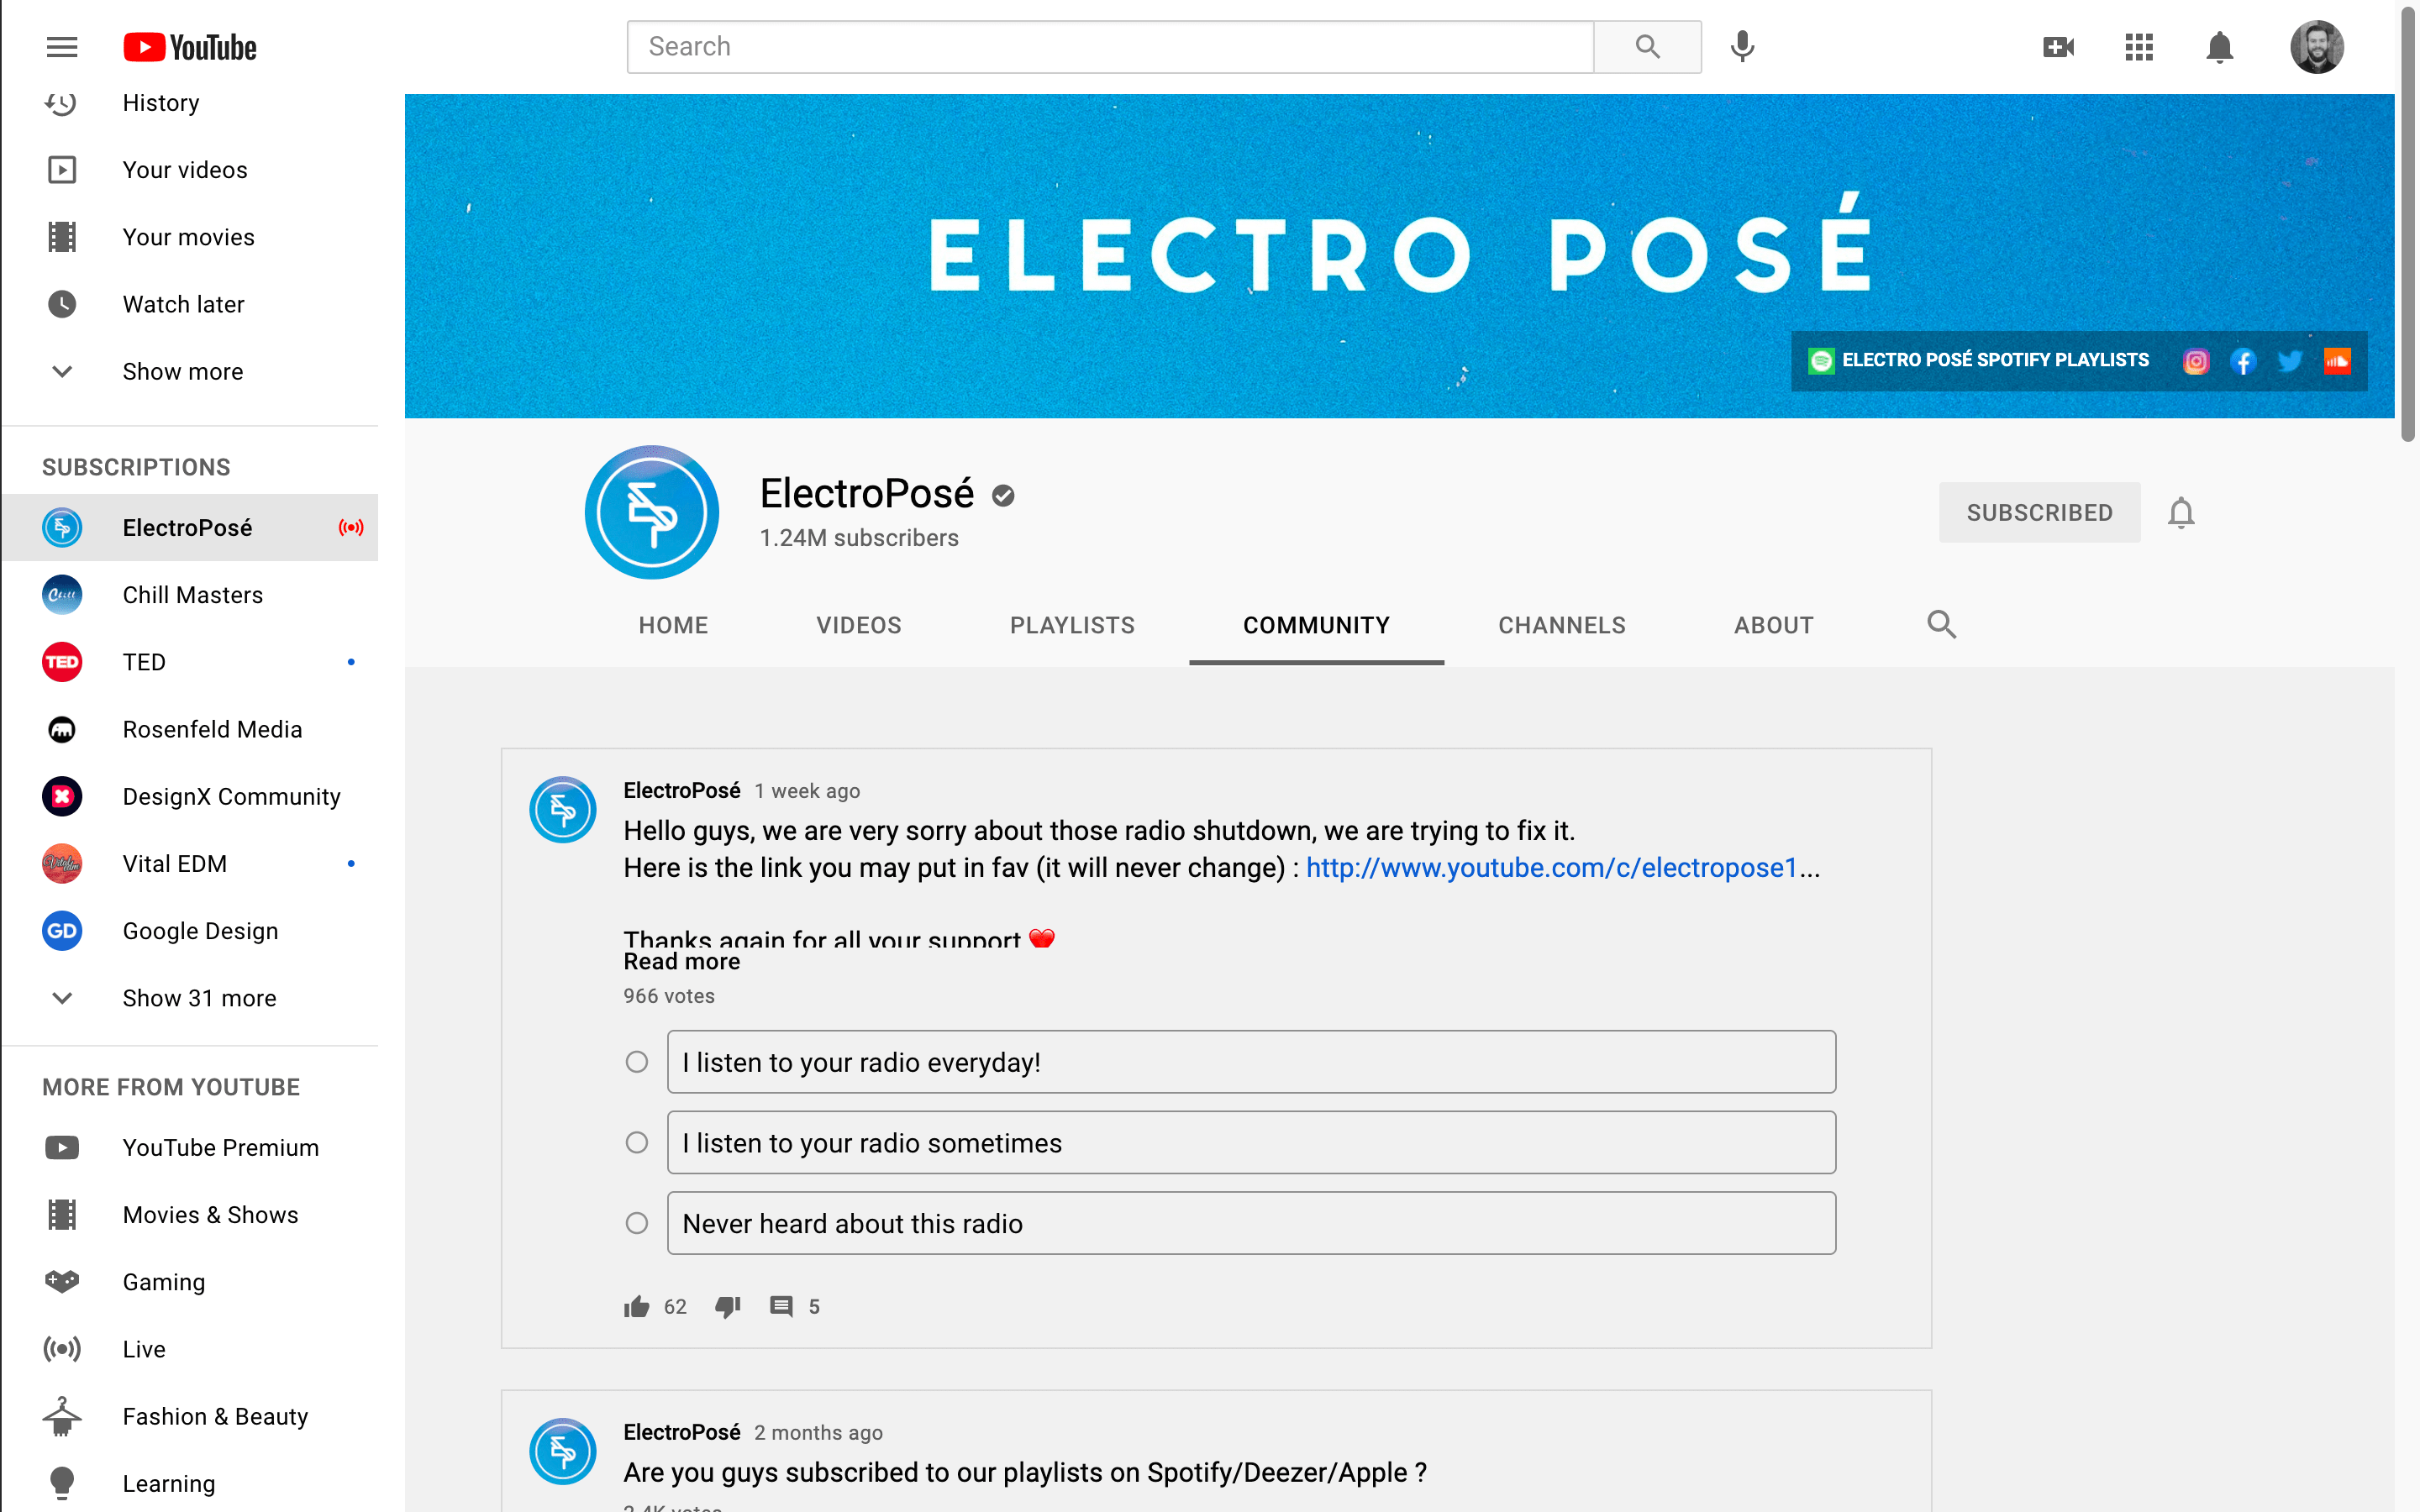 YouTube
Search
History
Your videos
Your movies
Watch later
Show more
SUBSCRIPTIONS
ElectroPosé
Chill Masters
TED
TED
Rosenfeld Media
DesignX Community
Vital EDM
GD
Google Design
Show 31 more
MORE FROM YOUTUBE
YouTube Premium
Movies & Shows
Gaming
Live
Fashion & Beauty
Learning
ELECTRO POSÉ
ELECTRO POSÉ SPOTIFY PLAYLISTS
ElectroPosé
1.24M subscribers
SUBSCRIBED
HOME VIDEOS PLAYLISTS COMMUNITY CHANNELS ABOUT
ElectroPosé 1 week ago
Hello guys, we are very sorry about those radio shutdown, we are trying to fix it.
Here is the link you may put in fav (it will never change) : http://www.youtube.com/c/electropose1...
Thanks again for all your support ❤️
Read more
966 votes
I listen to your radio everyday!
I listen to your radio sometimes
Never heard about this radio
62 5
ElectroPosé 2 months ago
Are you guys subscribed to our playlists on Spotify/Deezer/Apple ?